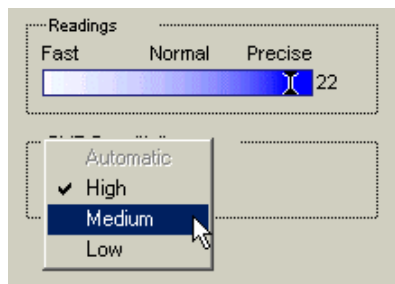 Readings
Fast Normal Precise
22
Automatic
High
Medium
Low